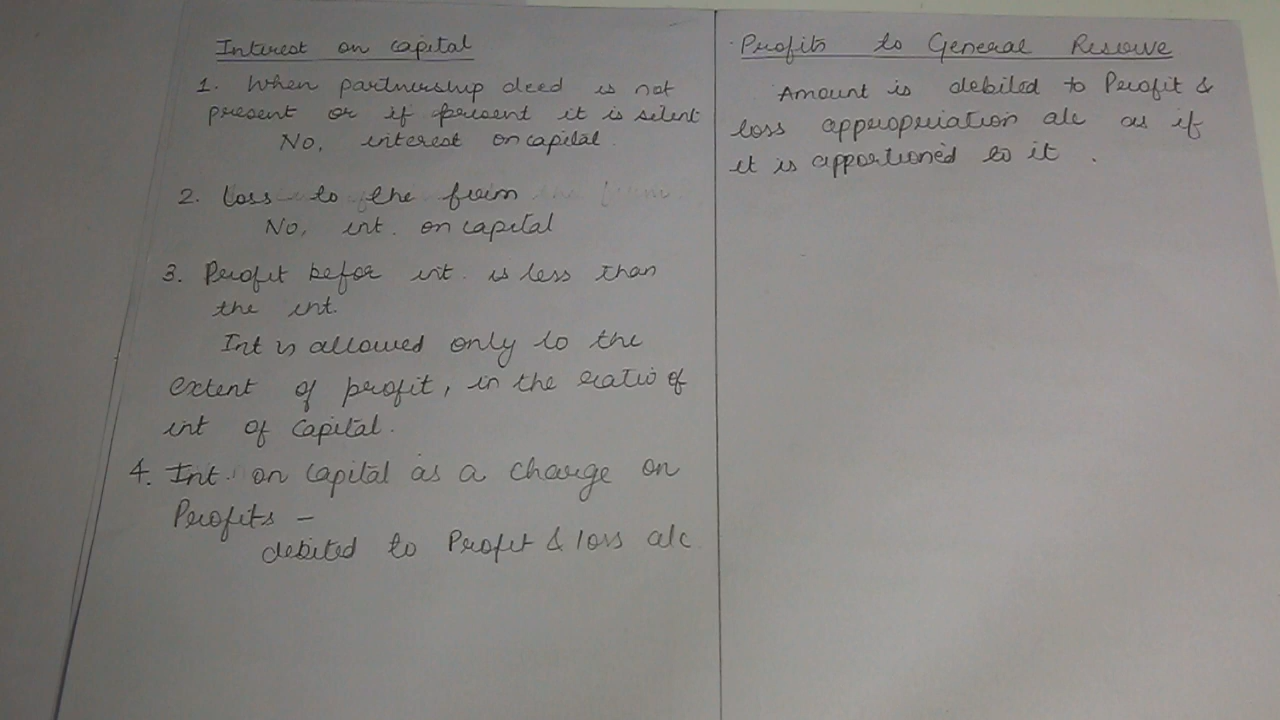 Interest on capital
1. When partnership deed is not
present or if present it is silent
No, interest on capital.
2. Loss to the firm
No, int. on capital
3. Profit befor int. is less than
the int.
Int is allowed only to the
extent of profit, in the ratio of
int of capital.
4. Int. on capital as a charge on
Profits –
debited to Profit & loss a/c.
Profits to General Reserve
Amount is debited to Profit &
loss appropriation a/c as if
it is apportioned to it.